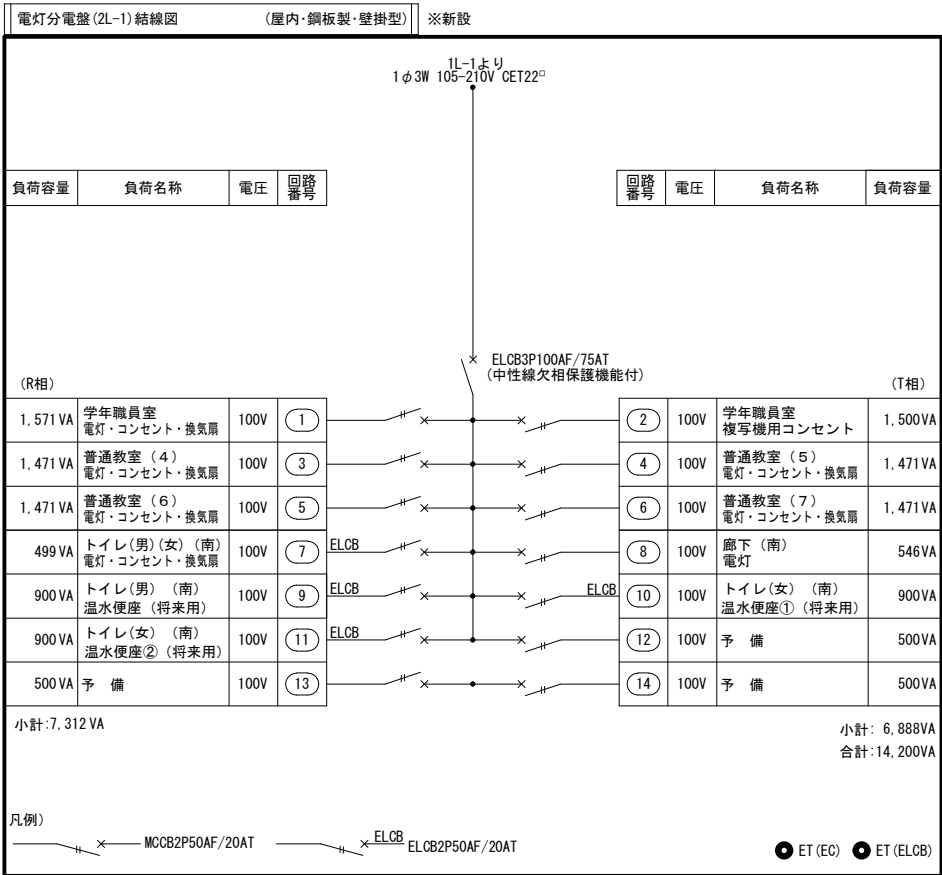 電灯分電盤(2L-1)結線図 (屋内・鋼板製・壁掛型) ※新設
1L-1より
1φ3W 105-210V CET22□
負荷容量 負荷名称 電圧 回路番号 回路番号 電圧 負荷名称 負荷容量
ELCB3P100AF/75AT
(中性線欠相保護機能付)
(R相) (T相)
1,571VA 学年職員室 100V 1 2 100V 学年職員室 1,500VA
電灯・コンセント・換気扇 複写機用コンセント
1,471VA 普通教室(4) 100V 3 4 100V 普通教室(5) 1,471VA
電灯・コンセント・換気扇 電灯・コンセント・換気扇
1,471VA 普通教室(6) 100V 5 6 100V 普通教室(7) 1,471VA
電灯・コンセント・換気扇 電灯・コンセント・換気扇
499VA トイレ(男)(女)(南) 100V 7 ELCB 8 100V 廊下(南) 546VA
電灯・コンセント・換気扇 電灯
900VA トイレ(男)(南) 100V 9 ELCB ELCB 10 100V トイレ(女)(南) 900VA
温水便座(将来用) 温水便座①(将来用)
900VA トイレ(女)(南) 100V 11 ELCB 12 100V 予 備 500VA
温水便座②(将来用)
500VA 予 備 100V 13 14 100V 予 備 500VA
小計:7,312VA 小計: 6,888VA
合計:14,200VA
凡例)
MCCB2P50AF/20AT ELCB ELCB2P50AF/20AT ET(EC) ET(ELCB)